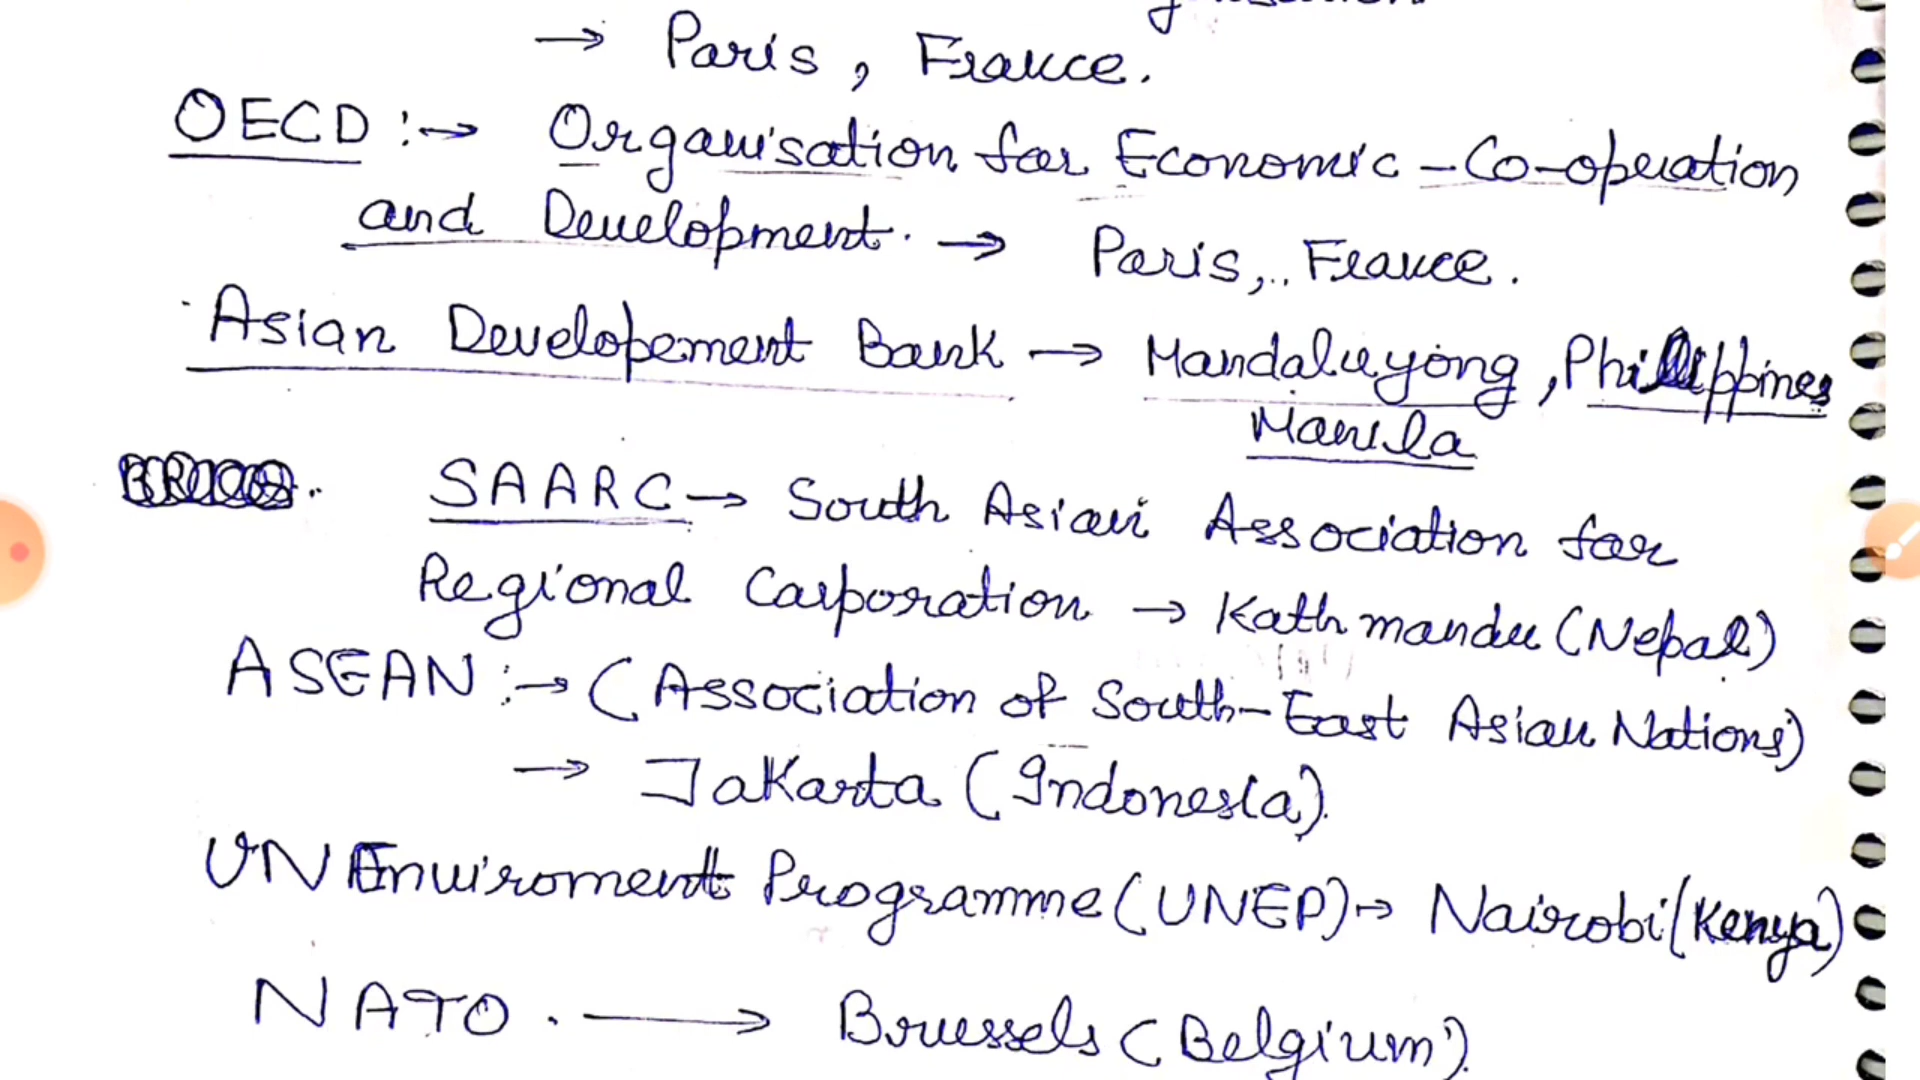 → Paris, France.
OECD :→ Organisation for Economic-Co-operation
and Development. → Paris, France.
Asian Developement Bank → Mandaluyong, Philippines
Manila
SAARC → South Asian Association for
Regional Corporation → Kathmandu (Nepal)
ASEAN :→ (Association of South-East Asian Nations)
→ Jakarta (Indonesia).
UN Enviroment Programme (UNEP) → Nairobi (Kenya)
NATO. → Brussels (Belgium).